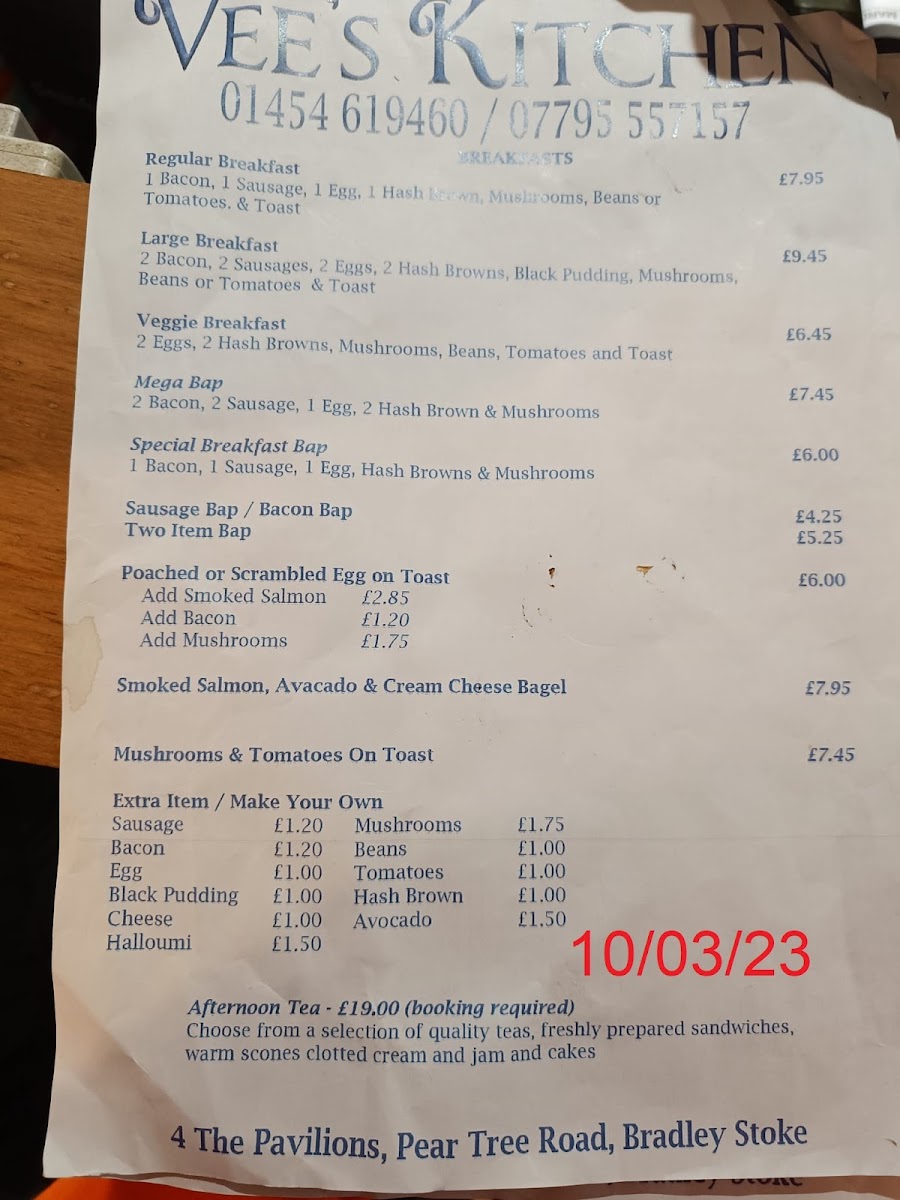 VEE'S KITCHEN
01454 619460 / 07795 557157
BREAKFASTS
Regular Breakfast £7.95
1 Bacon, 1 Sausage, 1 Egg, 1 Hash Brown, Mushrooms, Beans or
Tomatoes. & Toast
Large Breakfast £9.45
2 Bacon, 2 Sausages, 2 Eggs, 2 Hash Browns, Black Pudding, Mushrooms,
Beans or Tomatoes & Toast
Veggie Breakfast £6.45
2 Eggs, 2 Hash Browns, Mushrooms, Beans, Tomatoes and Toast
Mega Bap £7.45
2 Bacon, 2 Sausage, 1 Egg, 2 Hash Brown & Mushrooms
Special Breakfast Bap £6.00
1 Bacon, 1 Sausage, 1 Egg, Hash Browns & Mushrooms
Sausage Bap / Bacon Bap £4.25
Two Item Bap £5.25
Poached or Scrambled Egg on Toast £6.00
Add Smoked Salmon £2.85
Add Bacon £1.20
Add Mushrooms £1.75
Smoked Salmon, Avacado & Cream Cheese Bagel £7.95
Mushrooms & Tomatoes On Toast £7.45
Extra Item / Make Your Own
Sausage £1.20 Mushrooms £1.75
Bacon £1.20 Beans £1.00
Egg £1.00 Tomatoes £1.00
Black Pudding £1.00 Hash Brown £1.00
Cheese £1.00 Avocado £1.50
Halloumi £1.50
10/03/23
Afternoon Tea - £19.00 (booking required)
Choose from a selection of quality teas, freshly prepared sandwiches,
warm scones clotted cream and jam and cakes
4 The Pavilions, Pear Tree Road, Bradley Stoke